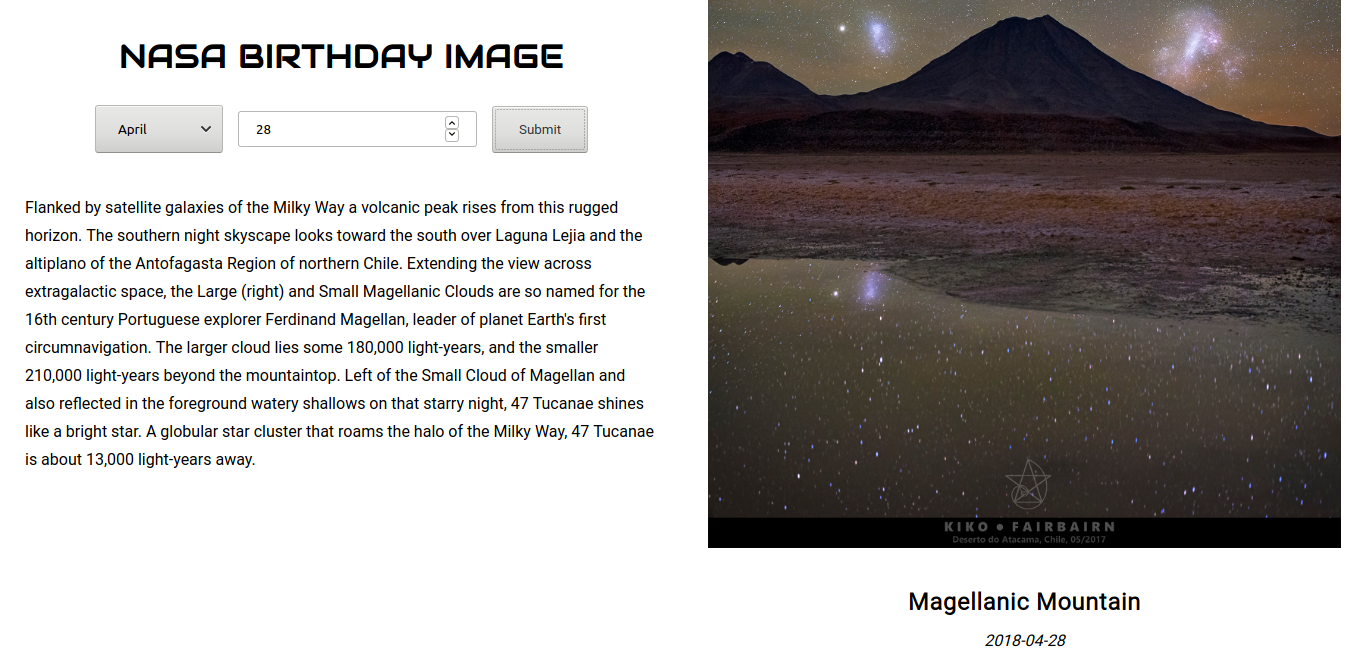 NASA BIRTHDAY IMAGE
April
28
Submit
Flanked by satellite galaxies of the Milky Way a volcanic peak rises from this rugged
horizon. The southern night skyscape looks toward the south over Laguna Lejia and the
altiplano of the Antofagasta Region of northern Chile. Extending the view across
extragalactic space, the Large (right) and Small Magellanic Clouds are so named for the
16th century Portuguese explorer Ferdinand Magellan, leader of planet Earth's first
circumnavigation. The larger cloud lies some 180,000 light-years, and the smaller
210,000 light-years beyond the mountaintop. Left of the Small Cloud of Magellan and
also reflected in the foreground watery shallows on that starry night, 47 Tucanae shines
like a bright star. A globular star cluster that roams the halo of the Milky Way, 47 Tucanae
is about 13,000 light-years away.
KIKO • FAIRBAIRN
Deserto do Atacama, Chile, 05/2017
Magellanic Mountain
2018-04-28